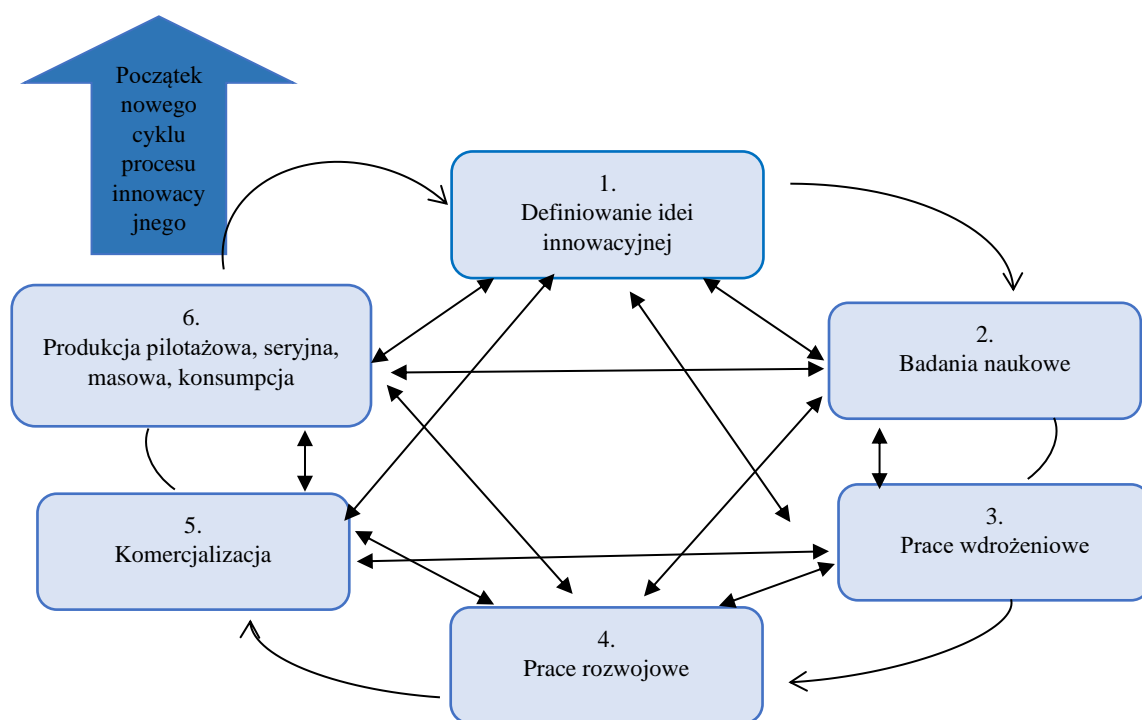 Początek
nowego
cyklu
procesu
innowacy
jnego
1.
Definiowanie idei
innowacyjnej
2.
Badania naukowe
3.
Prace wdrożeniowe
4.
Prace rozwojowe
5.
Komercjalizacja
6.
Produkcja pilotażowa, seryjna,
masowa, konsumpcja